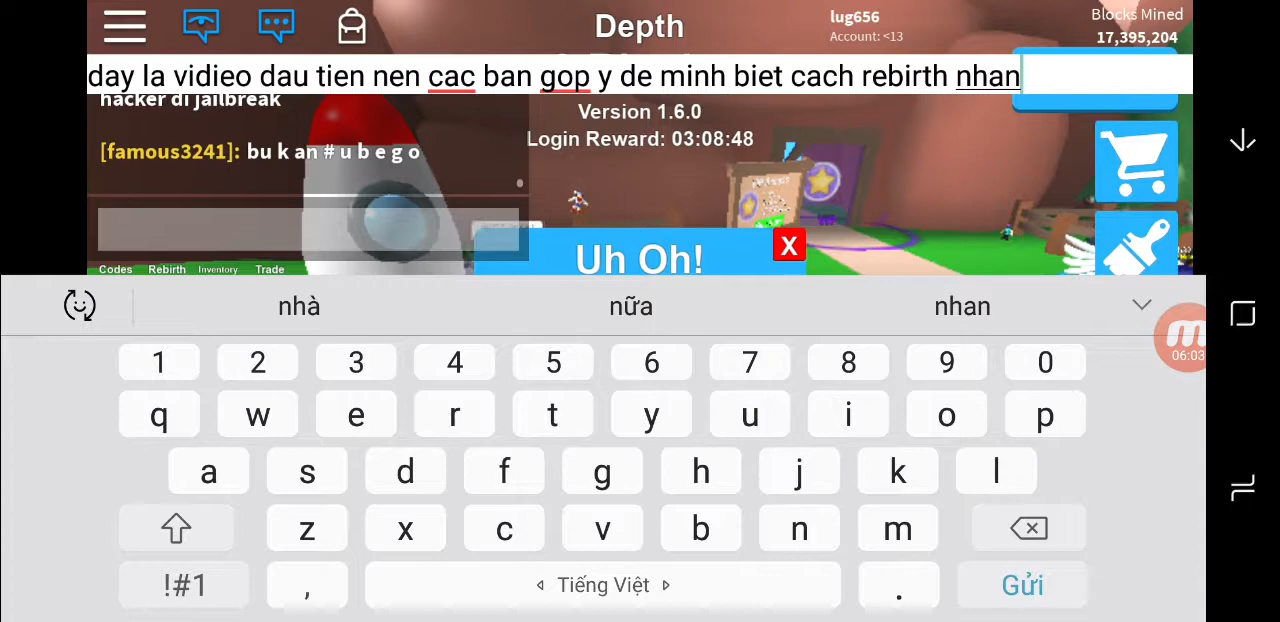 Depth
lug656
Account: <13
Blocks Mined
17,395,204
day la vidieo dau tien nen cac ban gop y de minh biet cach rebirth nhan
hacker di jailbreak
Version 1.6.0
Login Reward: 03:08:48
[famous3241]: bu k an # u b e g o
Uh Oh!
X
Codes Rebirth Inventory Trade
nhà nữa nhan
06:03
1 2 3 4 5 6 7 8 9 0
q w e r t y u i o p
a s d f g h j k l
z x c v b n m
!#1 , Tiếng Việt . Gửi